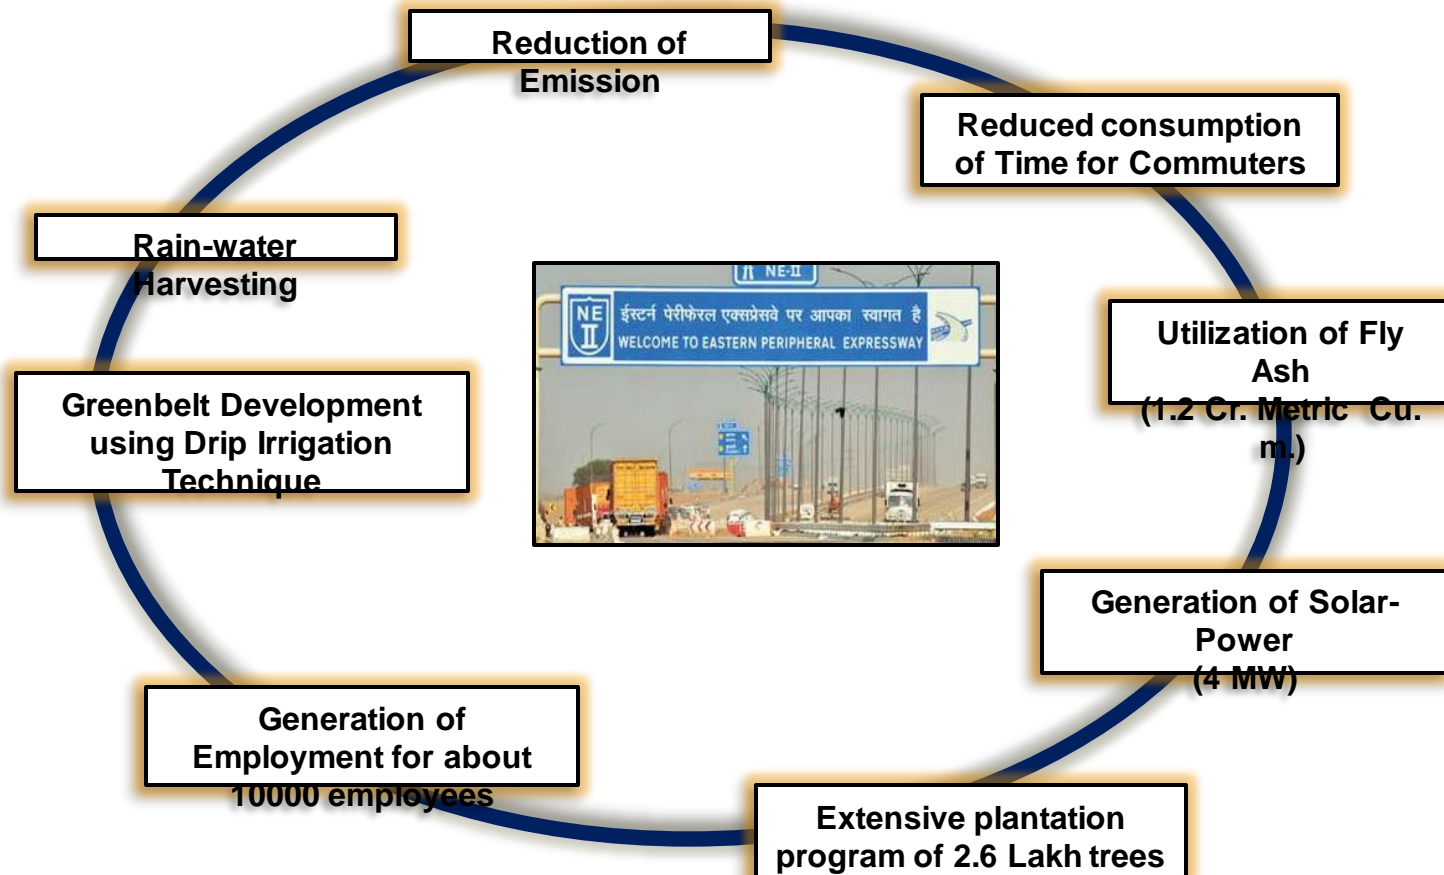 Reduction of
Emission
Reduced consumption
of Time for Commuters
Rain-water
Harvesting
NE-II
NE
II
ईस्टर्न पेरीफेरल एक्सप्रेसवे पर आपका स्वागत है
WELCOME TO EASTERN PERIPHERAL EXPRESSWAY
Utilization of Fly
Ash
(1.2 Cr. Metric Cu.
m.)
Greenbelt Development
using Drip Irrigation
Technique
Generation of Solar-
Power
(4 MW)
Generation of
Employment for about
10000 employees
Extensive plantation
program of 2.6 Lakh trees